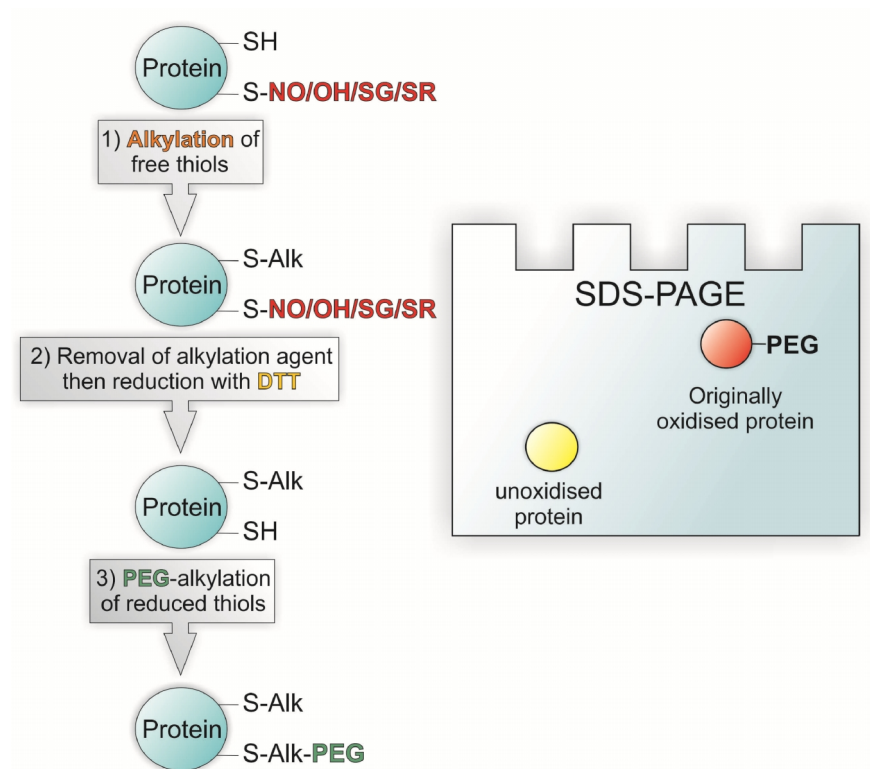 Protein
SH
S-NO/OH/SG/SR
1) Alkylation of
free thiols
Protein
S-Alk
S-NO/OH/SG/SR
2) Removal of alkylation agent
then reduction with DTT
Protein
S-Alk
SH
3) PEG-alkylation
of reduced thiols
Protein
S-Alk
S-Alk-PEG
SDS-PAGE
PEG
Originally
oxidised protein
unoxidised
protein